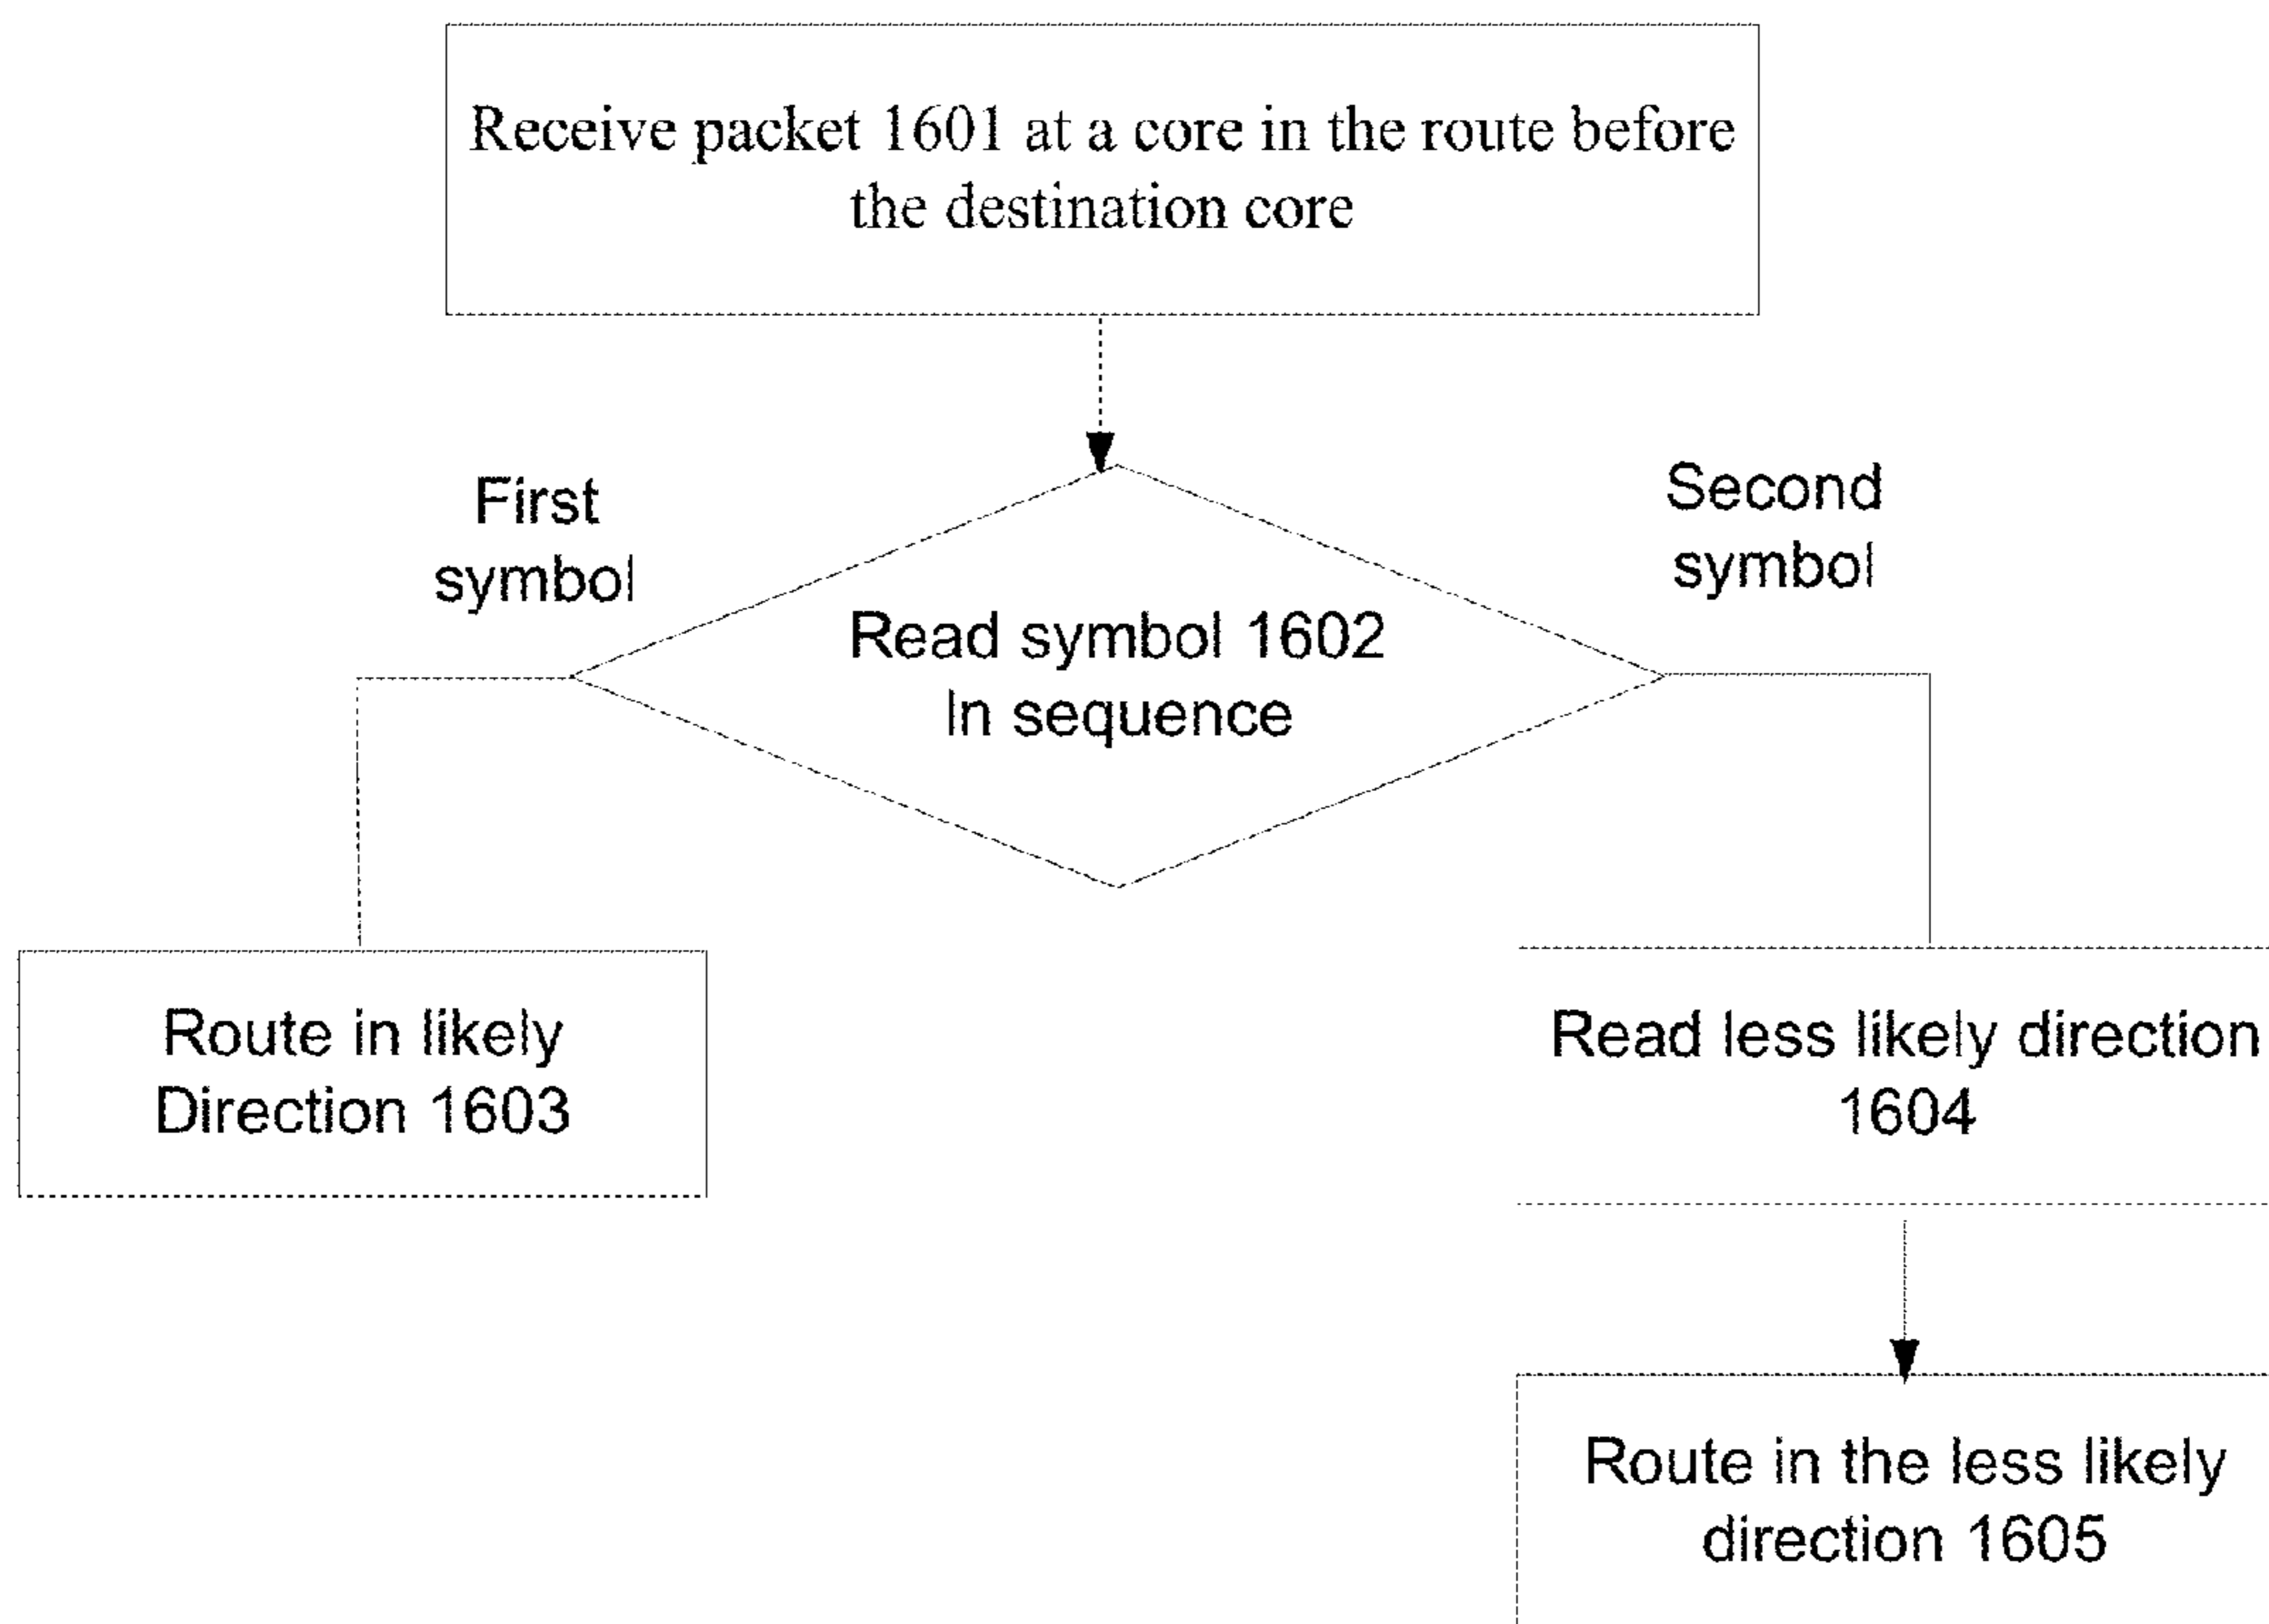 Receive packet 1601 at a core in the route before
the destination core
First
symbol
Second
symbol
Read symbol 1602
In sequence
Route in likely
Direction 1603
Read less likely direction
1604
Route in the less likely
direction 1605